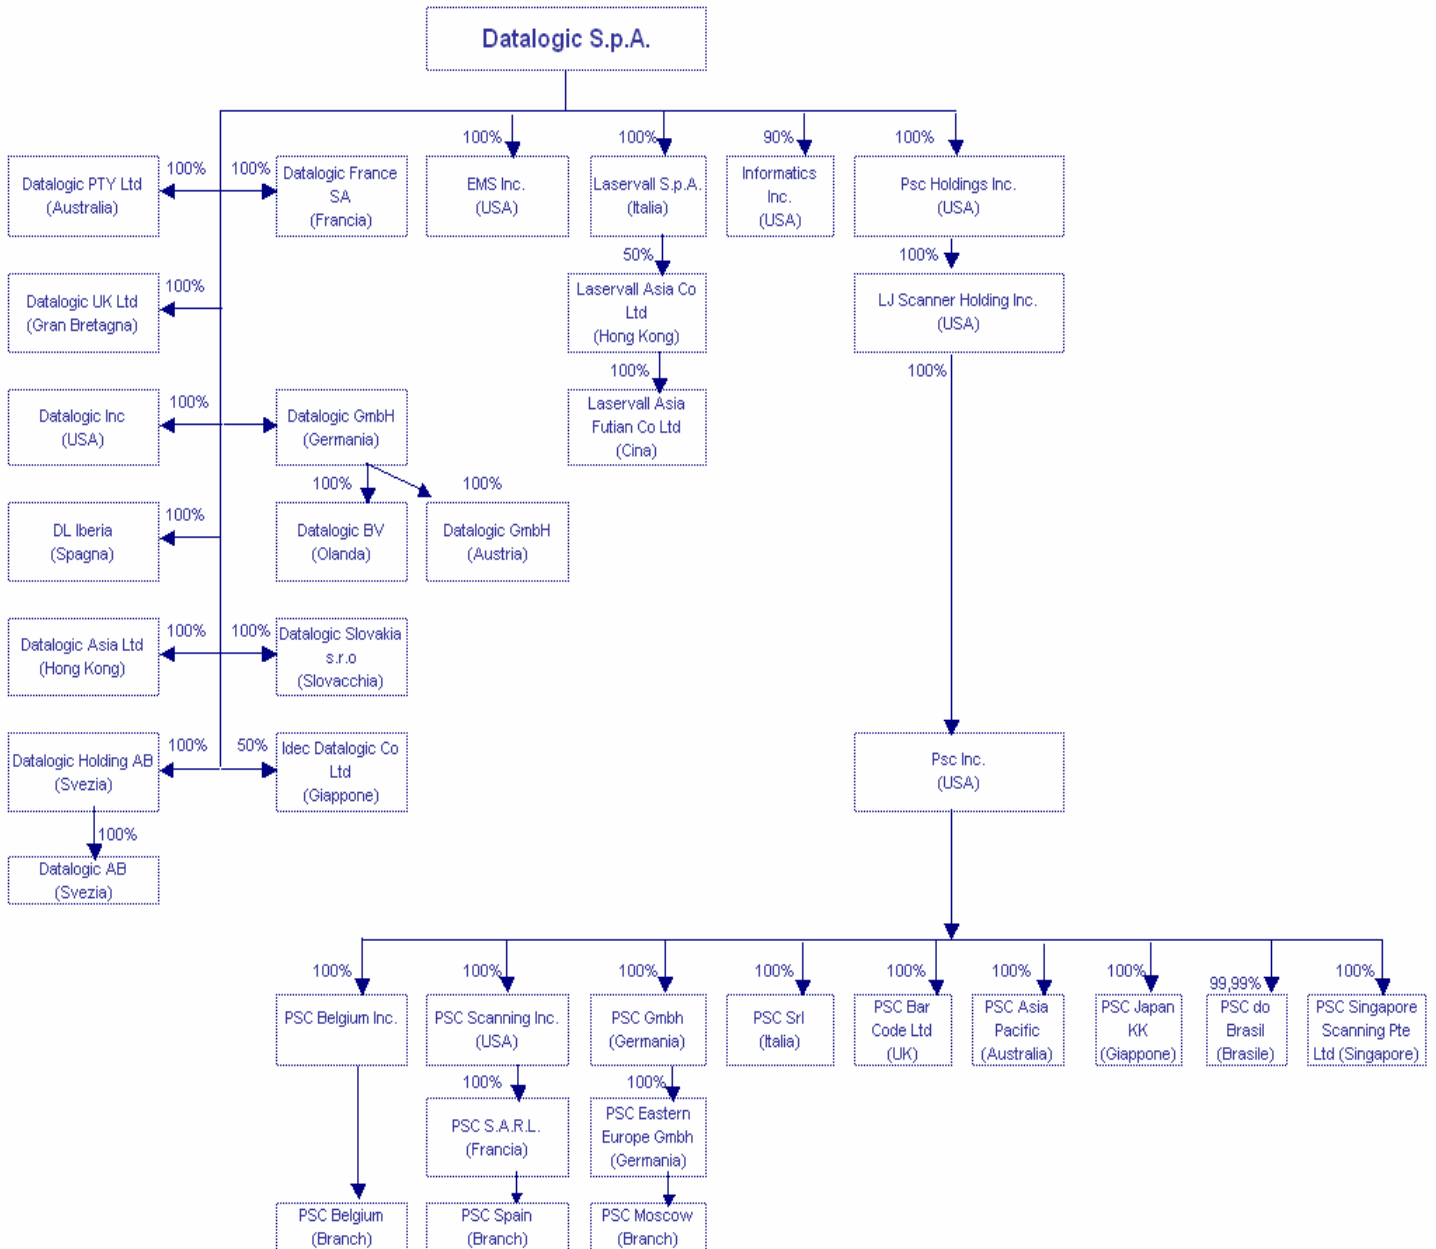 Datalogic S.p.A.
100%
100%
90%
100%
100%
100%
Datalogic PTY Ltd
(Australia)
Datalogic France
SA
(Francia)
EMS Inc.
(USA)
Laservall S.p.A.
(Italia)
Informatics
Inc.
(USA)
Psc Holdings Inc.
(USA)
50%
100%
100%
Datalogic UK Ltd
(Gran Bretagna)
Laservall Asia Co
Ltd
(Hong Kong)
LJ Scanner Holding Inc.
(USA)
100%
100%
100%
Datalogic Inc
(USA)
Datalogic GmbH
(Germania)
Laservall Asia
Futian Co Ltd
(Cina)
100%
100%
100%
DL Iberia
(Spagna)
Datalogic BV
(Olanda)
Datalogic GmbH
(Austria)
100%
100%
Datalogic Asia Ltd
(Hong Kong)
Datalogic Slovakia
s.r.o
(Slovacchia)
100%
50%
Datalogic Holding AB
(Svezia)
Idec Datalogic Co
Ltd
(Giappone)
Psc Inc.
(USA)
100%
Datalogic AB
(Svezia)
100%
100%
100%
100%
100%
100%
100%
99,99%
100%
PSC Belgium Inc.
PSC Scanning Inc.
(USA)
PSC Gmbh
(Germania)
PSC Srl
(Italia)
PSC Bar
Code Ltd
(UK)
PSC Asia
Pacific
(Australia)
PSC Japan
KK
(Giappone)
PSC do
Brasil
(Brasile)
PSC Singapore
Scanning Pte
Ltd (Singapore)
100%
100%
PSC S.A.R.L.
(Francia)
PSC Eastern
Europe Gmbh
(Germania)
PSC Belgium
(Branch)
PSC Spain
(Branch)
PSC Moscow
(Branch)